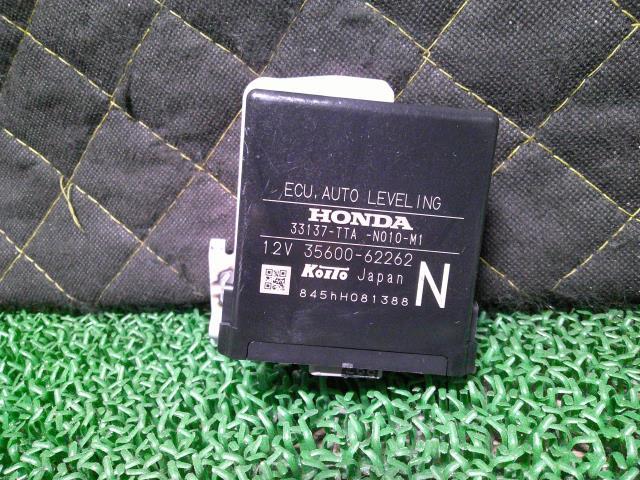 ECU, AUTO LEVELING
HONDA
33137-TTA -N010-M1
12V 35600-62262
KOITO Japan N
845hH081388